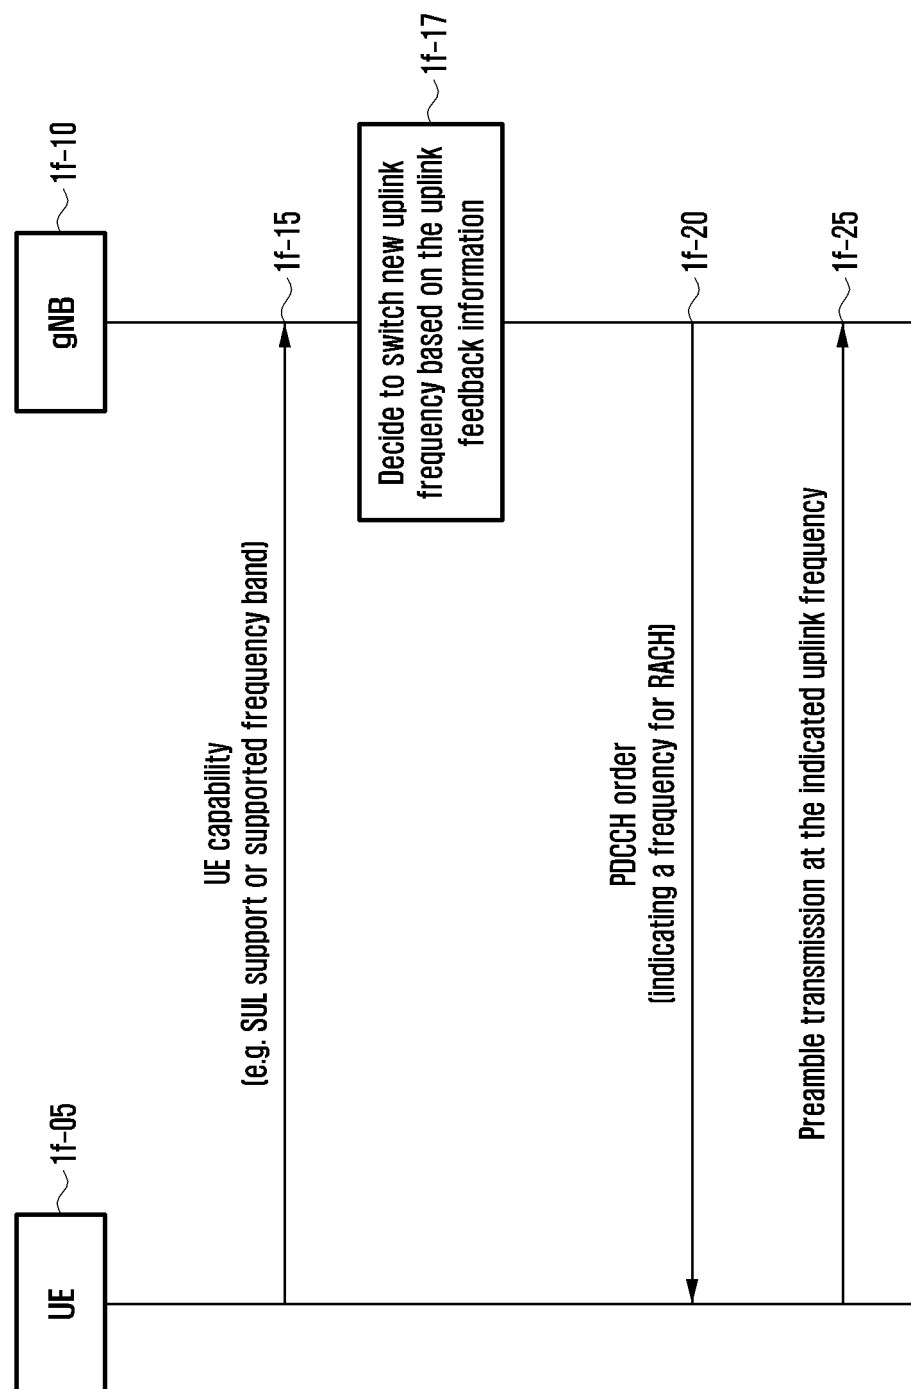 UE
1f-05
gNB
1f-10
UE capability
(e.g. SUL support or supported frequency band)
1f-15
Decide to switch new uplink
frequency based on the uplink
feedback information
1f-17
PDCCH order
(indicating a frequency for RACH)
1f-20
Preamble transmission at the indicated uplink frequency
1f-25